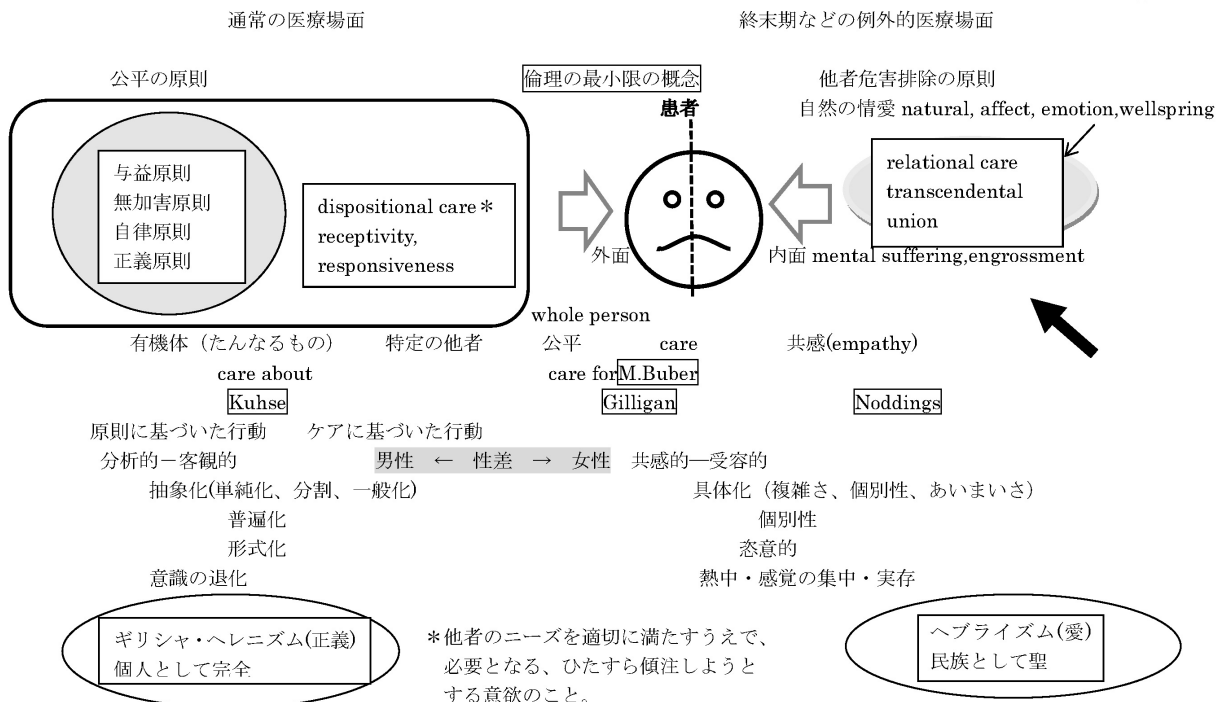 通常の医療場面
終末期などの例外的医療場面
公平の原則
倫理の最小限の概念
他者危害排除の原則
患者
自然の情愛 natural, affect, emotion,wellspring
与益原則
無加害原則
自律原則
正義原則
dispositional care＊
receptivity,
responsiveness
relational care
transcendental
union
外面
内面 mental suffering,engrossment
whole person
有機体（たんなるもの）
特定の他者
公平
care
共感(empathy)
care about
care for M.Buber
Kuhse
Gilligan
Noddings
原則に基づいた行動
ケアに基づいた行動
分析的－客観的
男性 ← 性差 → 女性
共感的―受容的
抽象化(単純化、分割、一般化)
具体化（複雑さ、個別性、あいまいさ）
普遍化
個別性
形式化
恣意的
意識の退化
熱中・感覚の集中・実存
ギリシャ・ヘレニズム(正義)
個人として完全
＊他者のニーズを適切に満たすうえで、
必要となる、ひたすら傾注しようと
する意欲のこと。
ヘブライズム(愛)
民族として聖